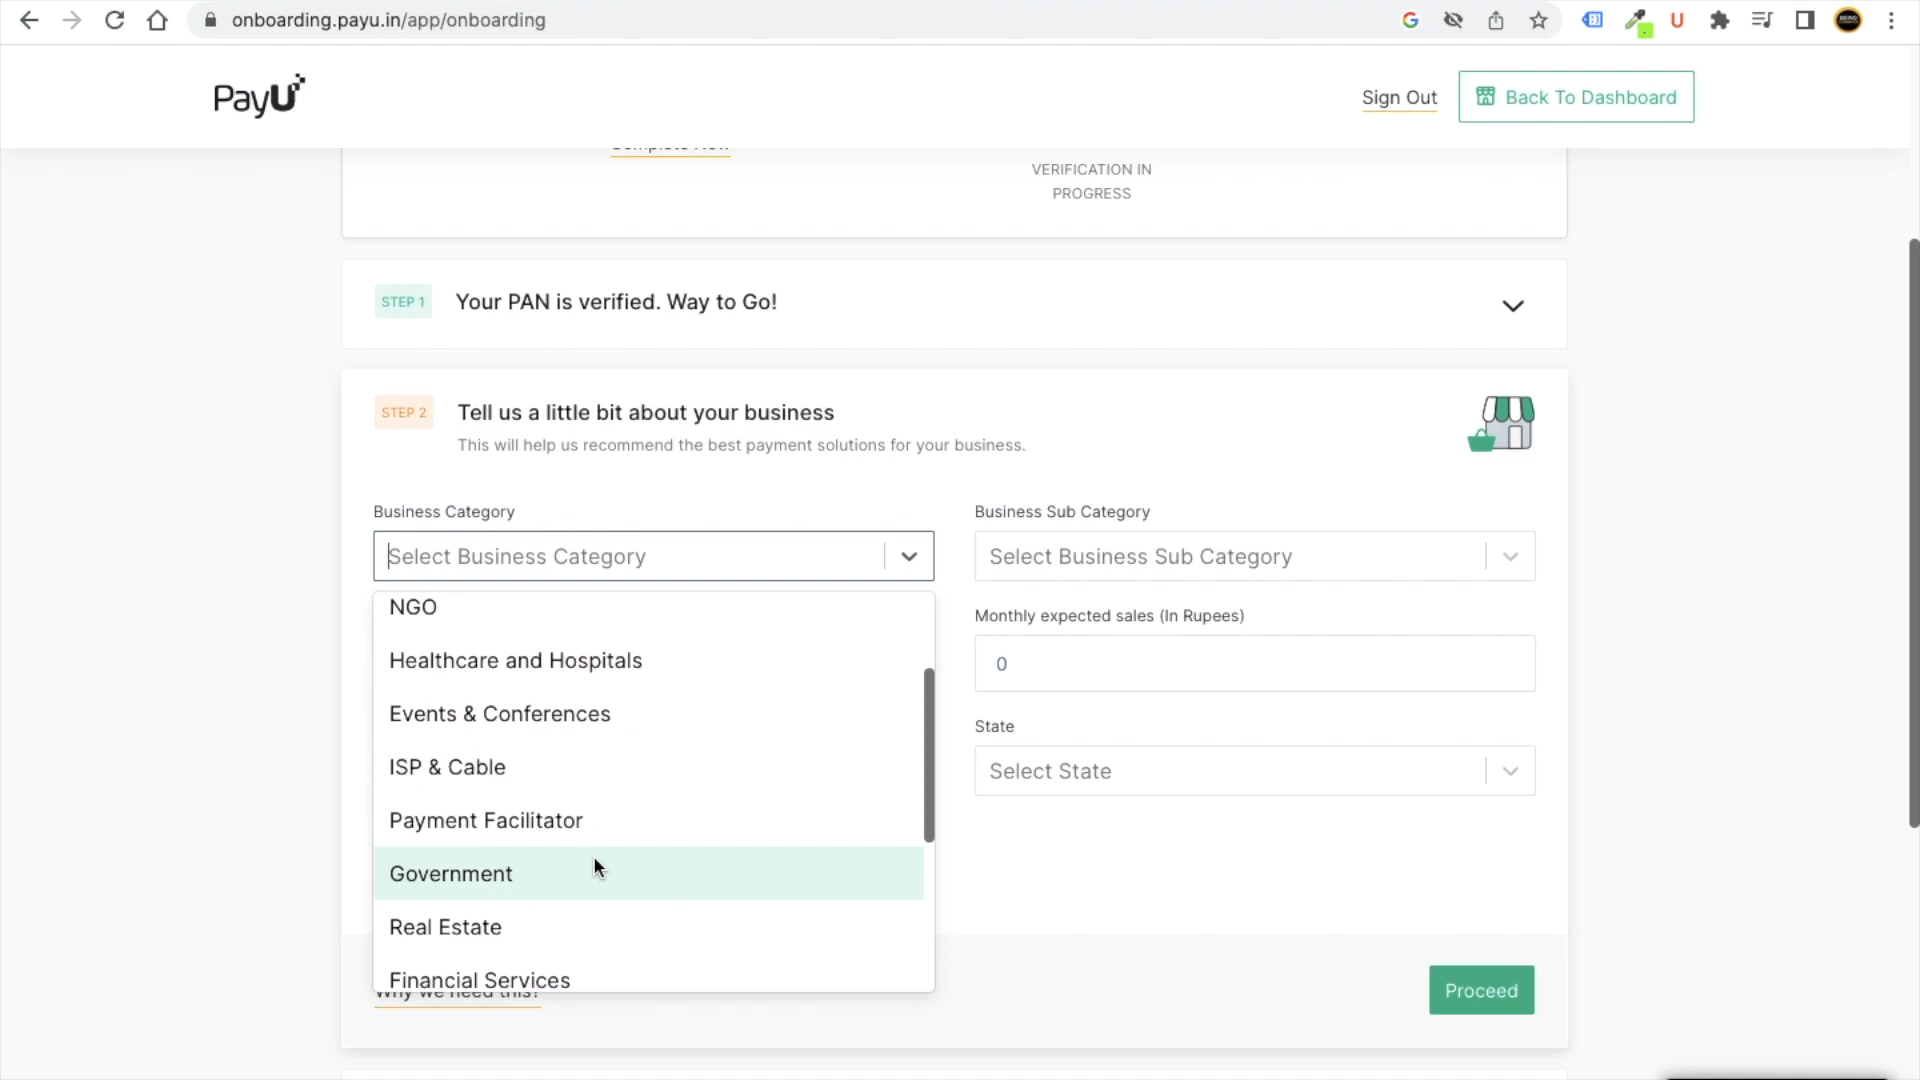 onboarding.payu.in/app/onboarding
PayU
Sign Out
Back To Dashboard
VERIFICATION IN
PROGRESS
STEP 1
Your PAN is verified. Way to Go!
STEP 2
Tell us a little bit about your business
This will help us recommend the best payment solutions for your business.
Business Category
Select Business Category
NGO
Healthcare and Hospitals
Events & Conferences
ISP & Cable
Payment Facilitator
Government
Real Estate
Financial Services
Business Sub Category
Select Business Sub Category
Monthly expected sales (In Rupees)
0
State
Select State
Why we need this?
Proceed